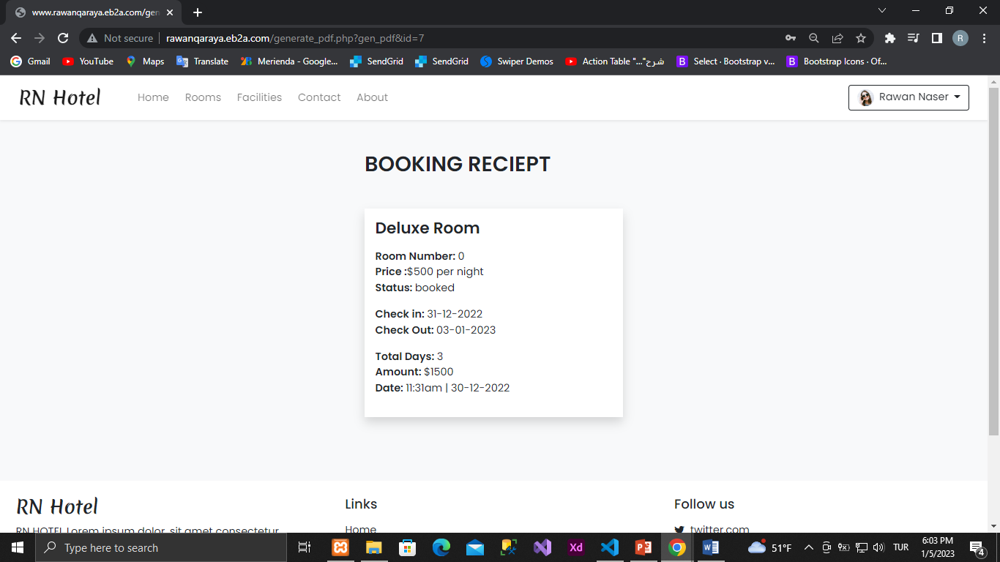 www.rawanqaraya.eb2a.com/gen
Not secure
rawanqaraya.eb2a.com/generate_pdf.php?gen_pdf&id=7
R
Gmail
YouTube
Maps
Translate
Merienda - Google...
SendGrid
SendGrid
Swiper Demos
Action Table "..."شرح
B
Select · Bootstrap v...
B
Bootstrap Icons · Of...
RN Hotel
Home
Rooms
Facilities
Contact
About
Rawan Naser
BOOKING RECIEPT
Deluxe Room
Room Number: 0
Price :$500 per night
Status: booked
Check in: 31-12-2022
Check Out: 03-01-2023
Total Days: 3
Amount: $1500
Date: 11:31am | 30-12-2022
RN Hotel
Links
Follow us
RN HOTEL Lorem ipsum dolor, sit amet consectetur
Home
twitter.com
Type here to search
Xd
51°F
TUR
6:03 PM
1/5/2023
4